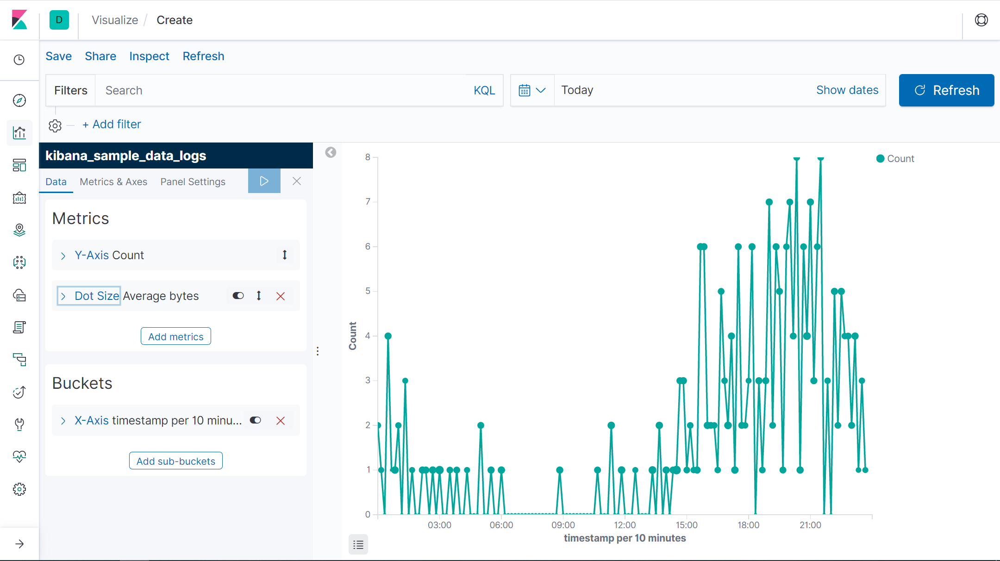 D
Visualize / Create
Save Share Inspect Refresh
Filters Search KQL Today Show dates Refresh
+ Add filter
kibana_sample_data_logs
Data Metrics & Axes Panel Settings
Metrics
Y-Axis Count
Dot Size Average bytes
Add metrics
Buckets
X-Axis timestamp per 10 minu...
Add sub-buckets
Count
8
7
6
5
4
3
2
1
0
Count
03:00 06:00 09:00 12:00 15:00 18:00 21:00
timestamp per 10 minutes